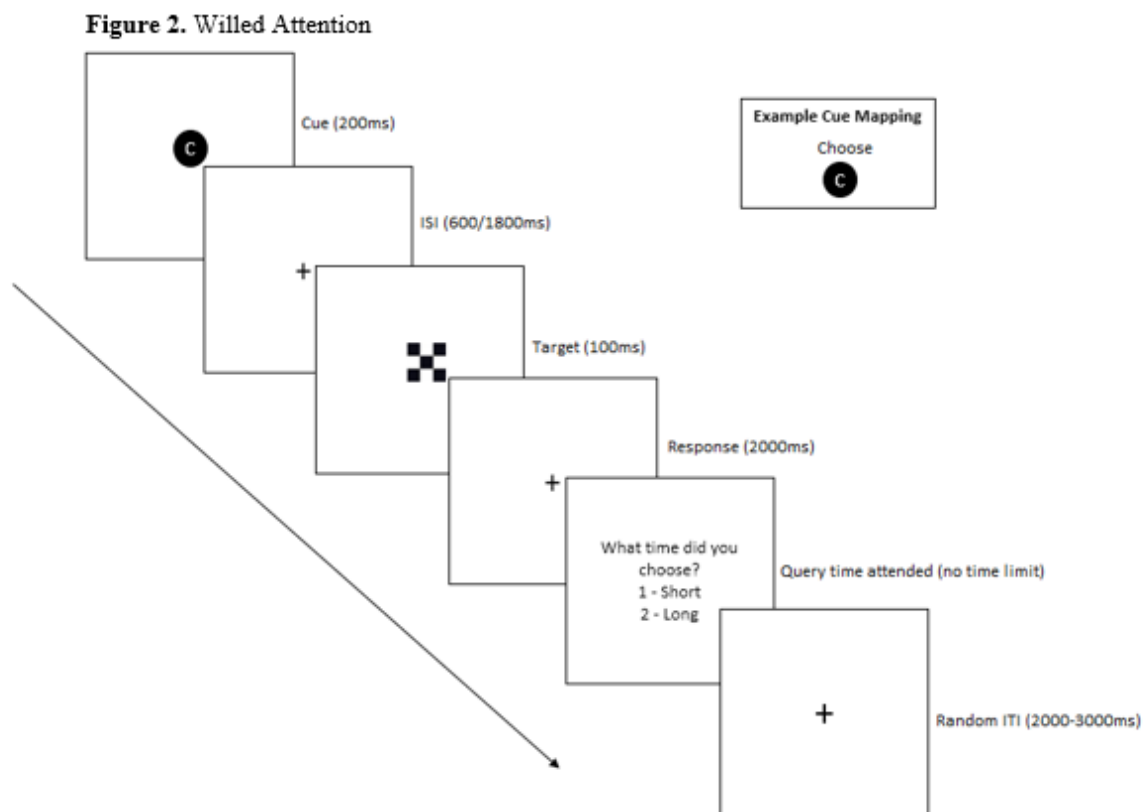 Figure 2. Willed Attention
C
Cue (200ms)
Example Cue Mapping
Choose
C
+
ISI (600/1800ms)
Target (100ms)
+
Response (2000ms)
What time did you
choose?
1 - Short
2 - Long
Query time attended (no time limit)
+
Random ITI (2000-3000ms)